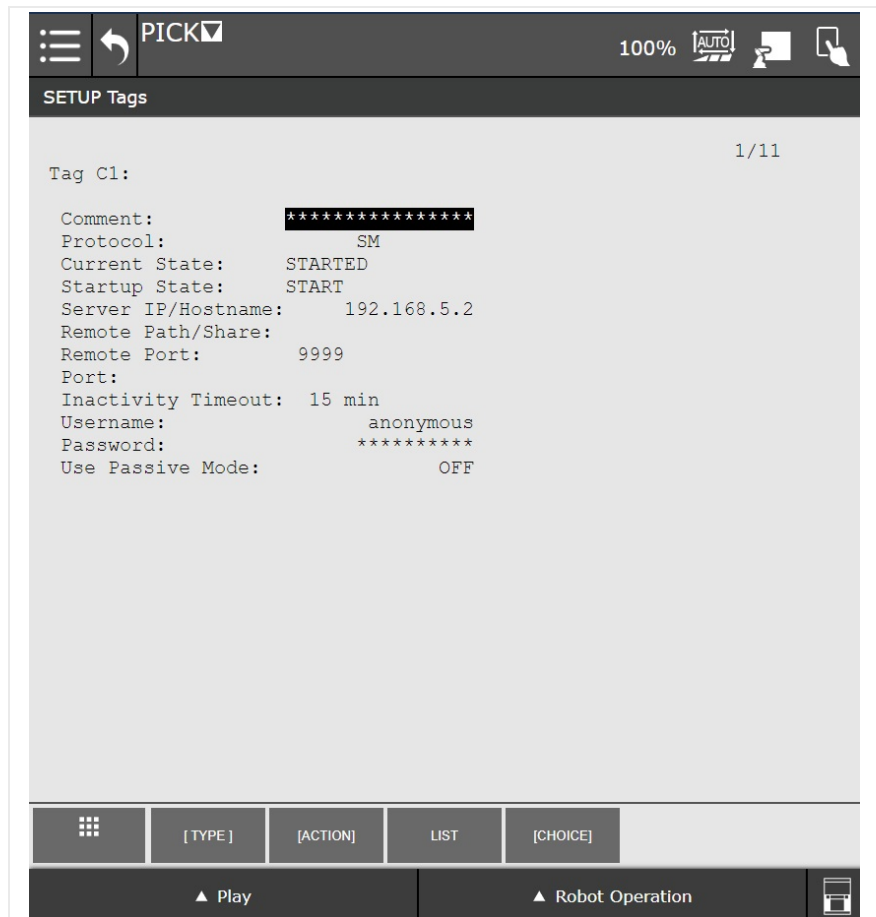 PICK
100% AUTO
SETUP Tags
1/11
Tag C1:
Comment: ****************
Protocol: SM
Current State: STARTED
Startup State: START
Server IP/Hostname: 192.168.5.2
Remote Path/Share:
Remote Port: 9999
Port:
Inactivity Timeout: 15 min
Username: anonymous
Password: **********
Use Passive Mode: OFF
[ TYPE ] [ACTION] LIST [CHOICE]
▲ Play ▲ Robot Operation